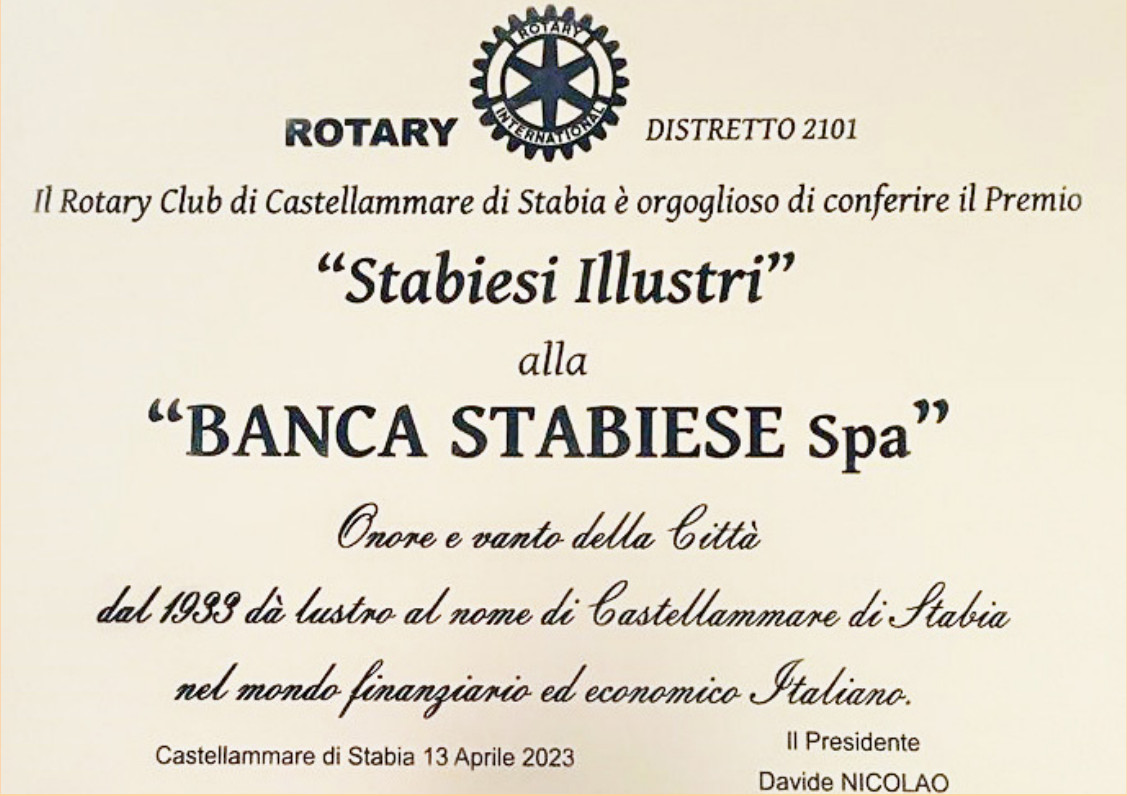 ROTARY
ROTARY
INTERNATIONAL
DISTRETTO 2101
Il Rotary Club di Castellammare di Stabia è orgoglioso di conferire il Premio
“Stabiesi Illustri”
alla
“BANCA STABIESE Spa”
Onore e vanto della Città
dal 1933 dà lustro al nome di Castellammare di Stabia
nel mondo finanziario ed economico Italiano.
Castellammare di Stabia 13 Aprile 2023
Il Presidente
Davide NICOLAO